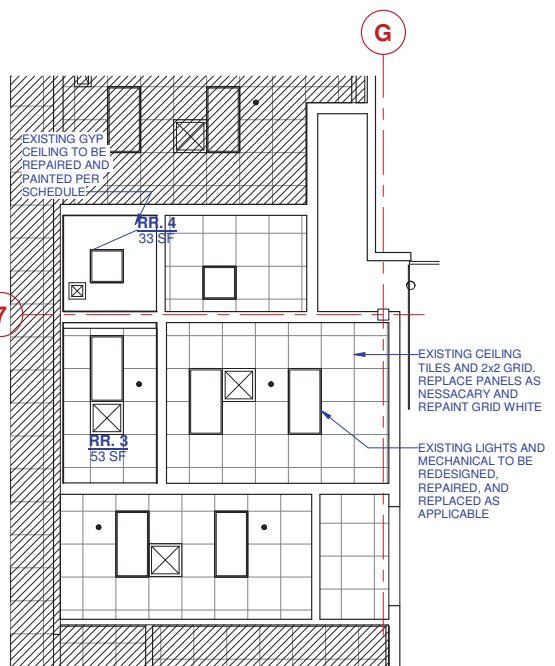 G
EXISTING GYP
CEILING TO BE
REPAIRED AND
PAINTED PER
SCHEDULE
RR. 4
33 SF
7
EXISTING CEILING
TILES AND 2x2 GRID.
REPLACE PANELS AS
NESSACARY AND
REPAINT GRID WHITE
RR. 3
53 SF
EXISTING LIGHTS AND
MECHANICAL TO BE
REDESIGNED,
REPAIRED, AND
REPLACED AS
APPLICABLE